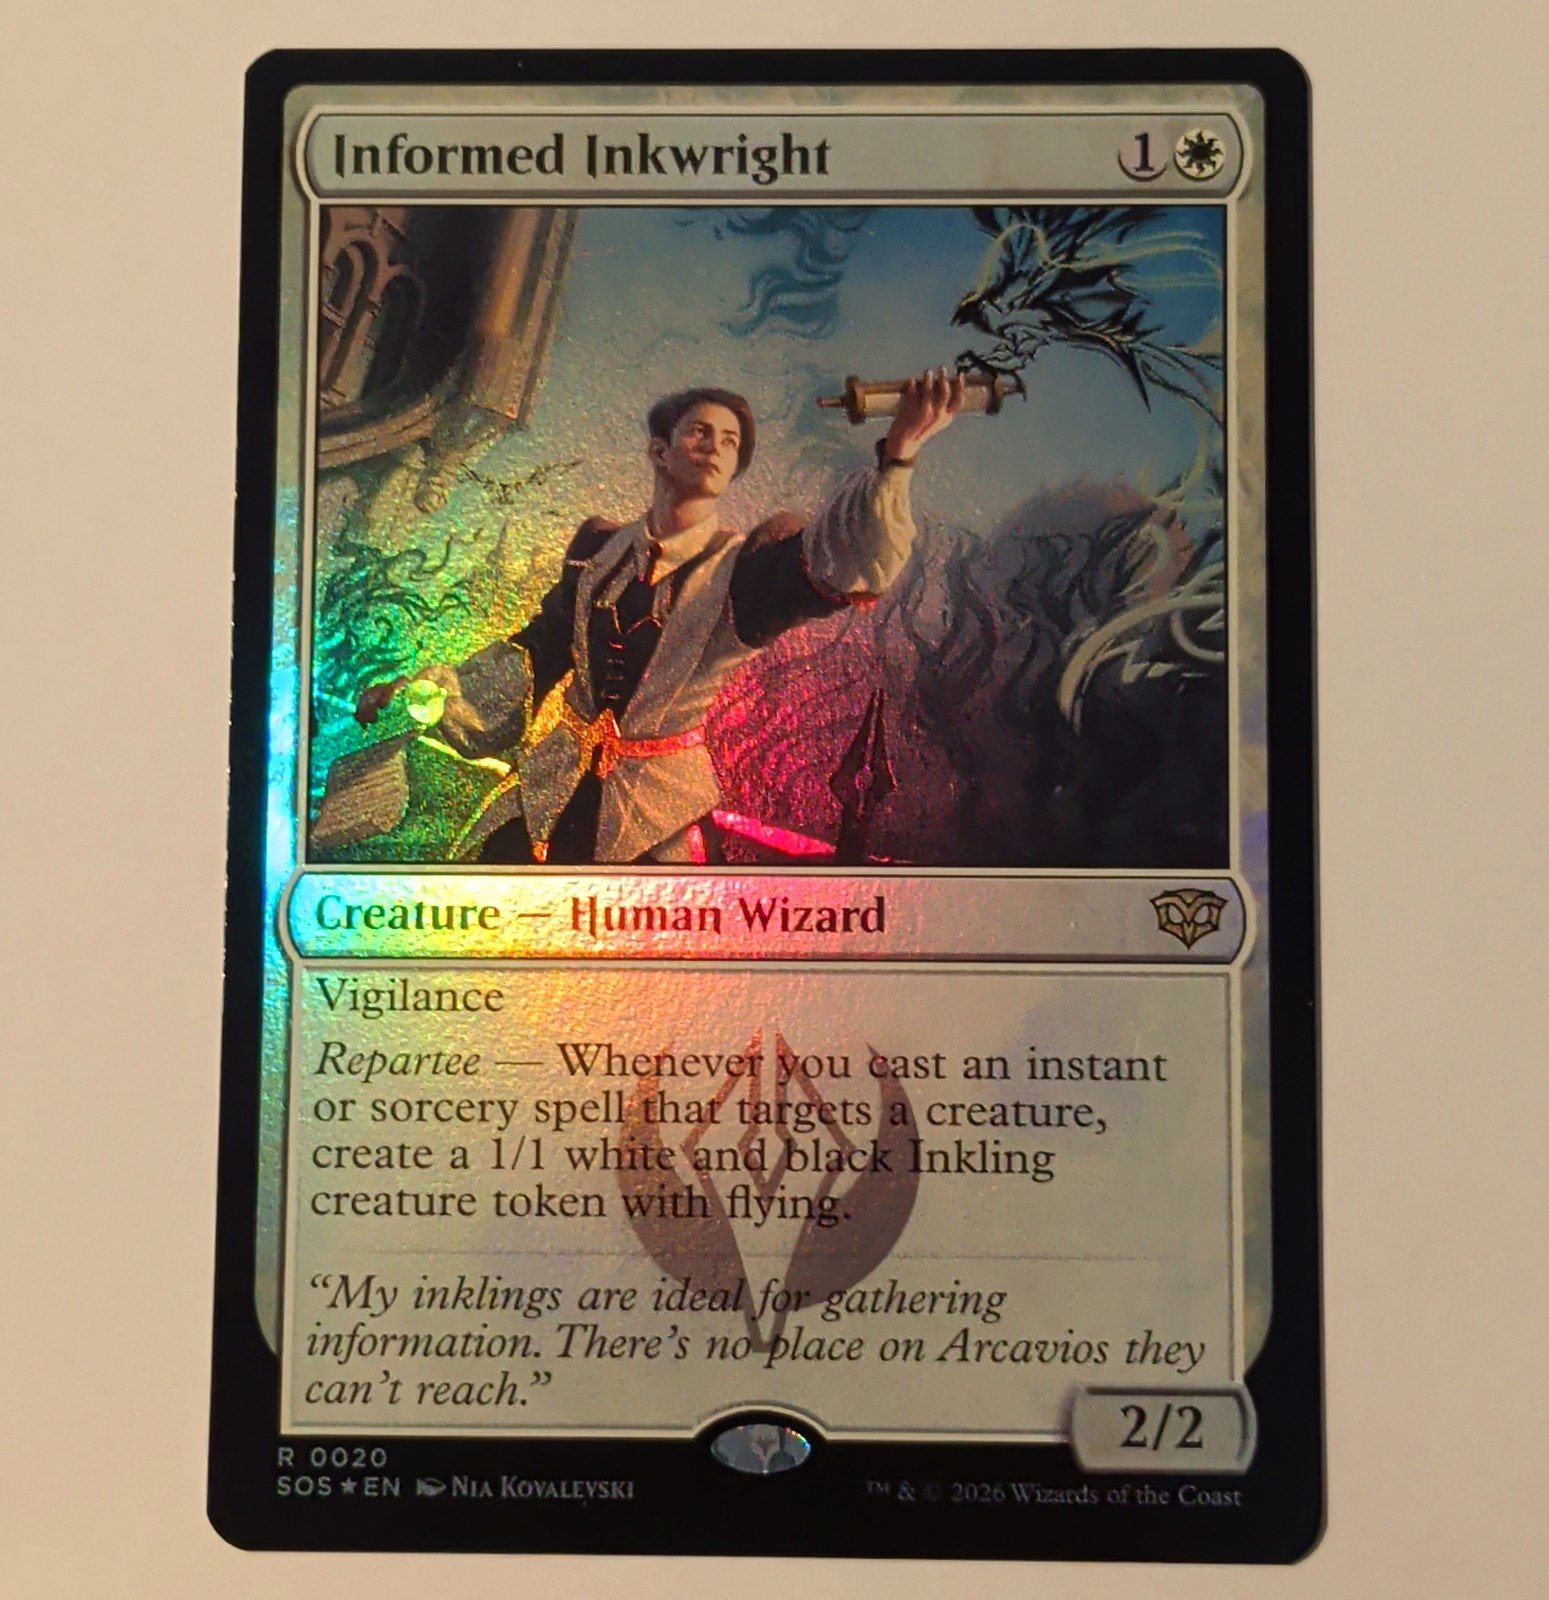 Informed Inkwright 1
Creature — Human Wizard
Vigilance
Repartee — Whenever you cast an instant
or sorcery spell that targets a creature,
create a 1/1 white and black Inkling
creature token with flying.
“My inklings are ideal for gathering
information. There’s no place on Arcavios they
can’t reach.”
2/2
R 0020
SOS★EN Nia Kovalevski
™ & © 2026 Wizards of the Coast